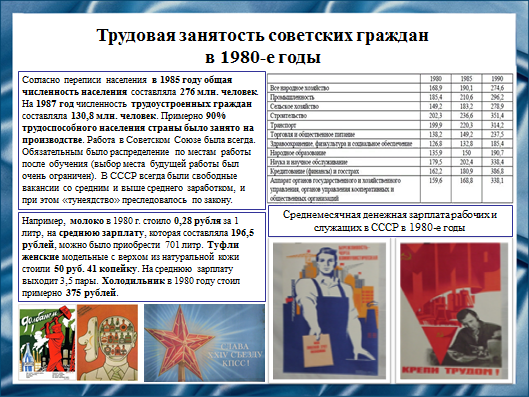 Трудовая занятость советских граждан
в 1980-е годы
Согласно переписи населения в 1985 году общая
численность населения составляла 276 млн. человек.
На 1987 год численность трудоустроенных граждан
составляла 130,8 млн. человек. Примерно 90%
трудоспособного населения страны было занято на
производстве. Работа в Советском Союзе была всегда.
Обязательным было распределение по местам работы
после обучения (выбор места будущей работы был
очень ограничен). В СССР всегда были свободные
вакансии со средним и выше среднего заработком, и
при этом «тунеядство» преследовалось по закону.
Например, молоко в 1980 г. стоило 0,28 рубля за 1
литр, на среднюю зарплату, которая составляла 196,5
рублей, можно было приобрести 701 литр. Туфли
женские модельные с верхом из натуральной кожи
стоили 50 руб. 41 копейку. На среднюю зарплату
выходит 3,5 пары. Холодильник в 1980 году стоил
примерно 375 рублей.
1980 1985 1990
Все народное хозяйство 168,9 190,1 274,6
Промышленность 185,4 210,6 296,2
Сельское хозяйство 149,2 183,2 278,9
Строительство 202,3 236,6 351,4
Транспорт 199,9 220,3 314,2
Торговля и общественное питание 138,2 149,2 237,5
Здравоохранение, физкультура и социальное обеспечение 126,8 132,8 185,4
Народное образование 135,9 150 190,7
Наука и научное обслуживание 179,5 202,4 338,4
Кредитование (финансы) и госстрах 162,2 180,9 386,8
Аппарат органов государственного и хозяйственного 159,6 168,8 338,1
управления, органов управления кооперативных и
общественных организаций
Среднемесячная денежная зарплата рабочих и
служащих в СССР в 1980-е годы
СЛАВА
XXIV СЪЕЗДУ
КПСС!
МИР
КРЕПИ ТРУДОМ!